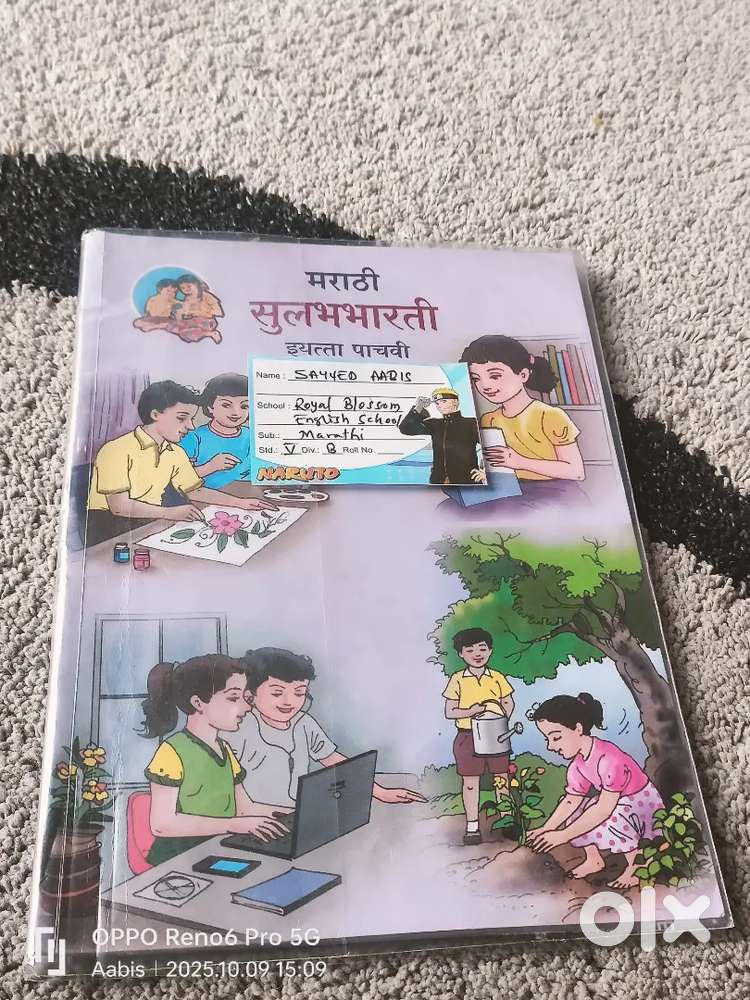 मराठी
सुलभभारती
इयत्ता पाचवी
Name : SAYYED AABIS
School : Royal Blossom
English School
Sub.: Marathi
Std.: V Div.: B Roll No.
NARUTO
OPPO Reno6 Pro 5G
Aabis | 2025.10.09 15:09
olx